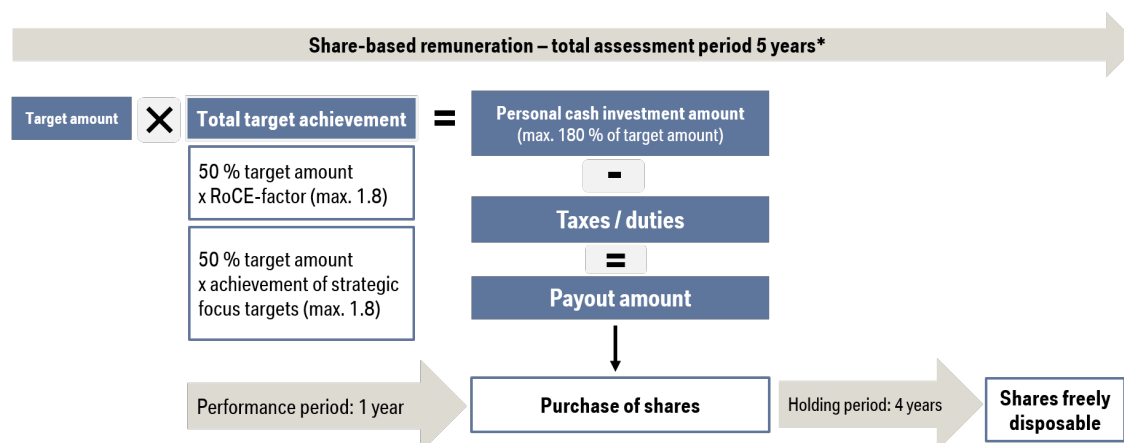 Share-based remuneration – total assessment period 5 years*
Target amount
×
Total target achievement
=
Personal cash investment amount
(max. 180 % of target amount)
50 % target amount
x RoCE-factor (max. 1.8)
-
Taxes / duties
50 % target amount
x achievement of strategic
focus targets (max. 1.8)
=
Payout amount
Performance period: 1 year
Purchase of shares
Holding period: 4 years
Shares freely
disposable